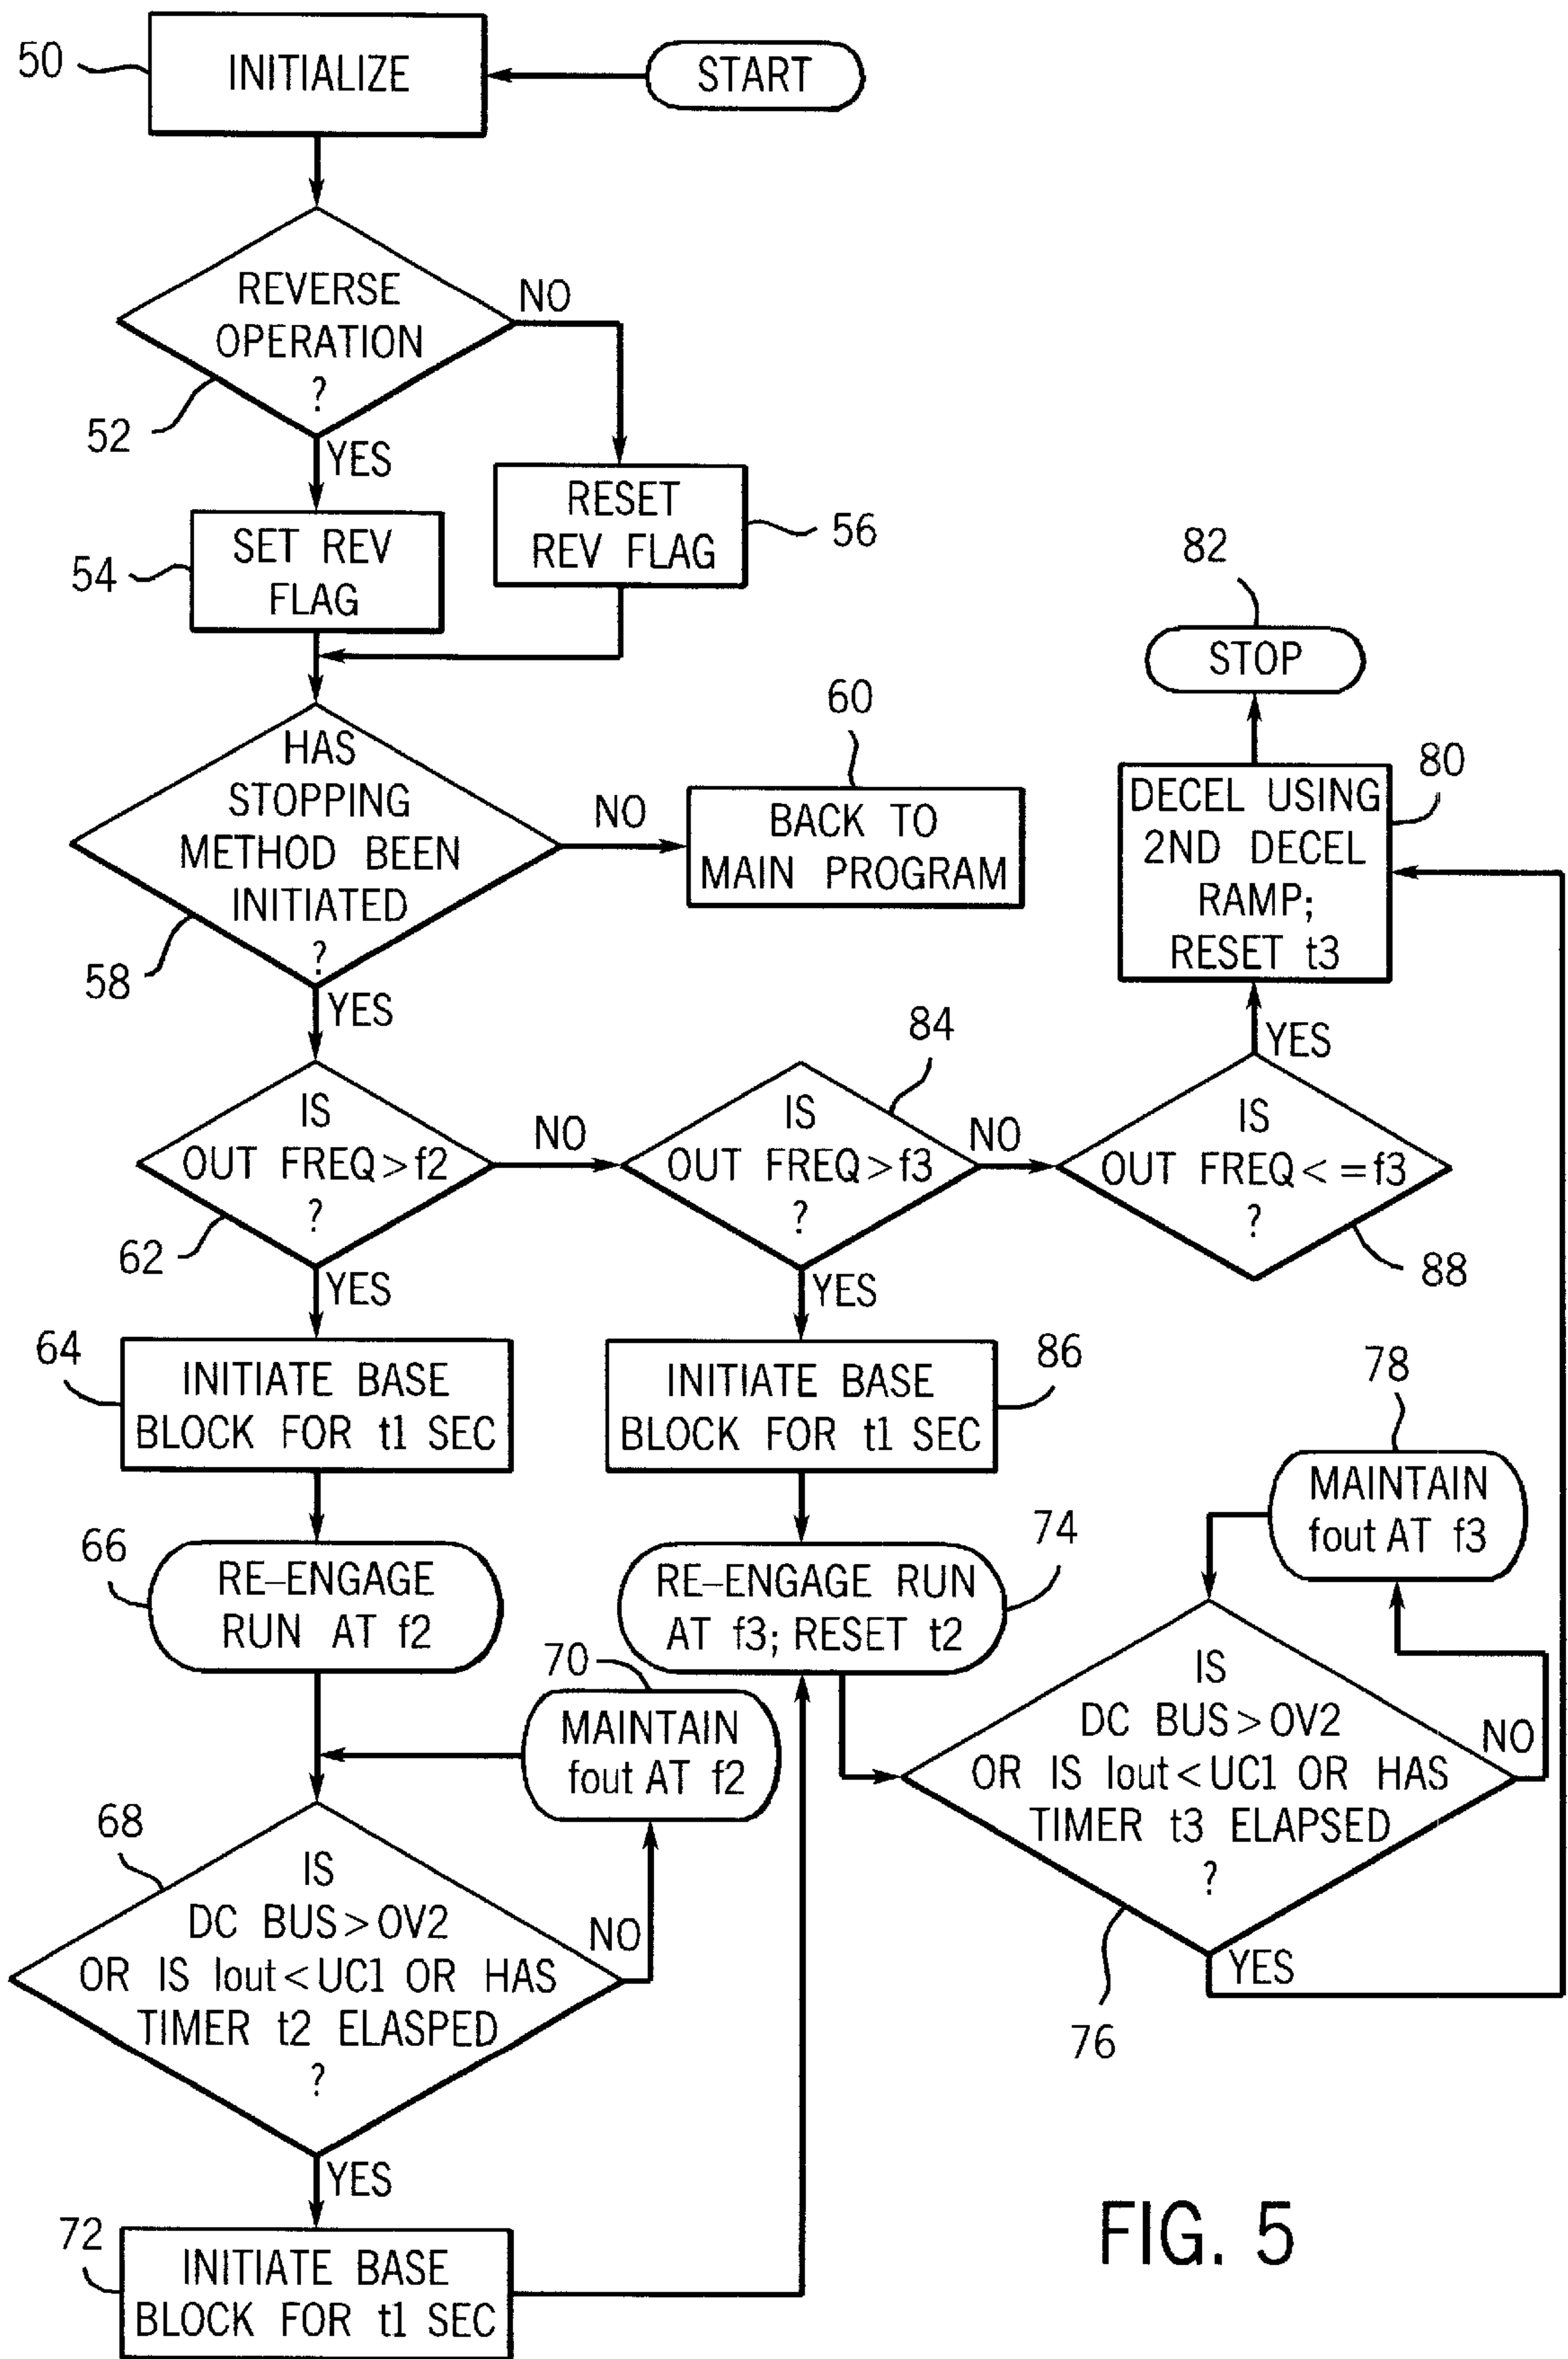 50
INITIALIZE
START
REVERSE
OPERATION
?
NO
52
YES
SET REV
FLAG
54
RESET
REV FLAG
56
HAS
STOPPING
METHOD BEEN
INITIATED
?
58
NO
60
BACK TO
MAIN PROGRAM
82
STOP
DECEL USING
2ND DECEL
RAMP;
RESET t3
80
YES
IS
OUT FREQ>f2
?
62
NO
84
IS
OUT FREQ>f3
?
NO
YES
IS
OUT FREQ<=f3
?
88
YES
64
INITIATE BASE
BLOCK FOR t1 SEC
YES
INITIATE BASE
BLOCK FOR t1 SEC
86
78
MAINTAIN
fout AT f3
66
RE-ENGAGE
RUN AT f2
RE-ENGAGE RUN
AT f3; RESET t2
74
70
MAINTAIN
fout AT f2
IS
DC BUS>OV2
OR IS Iout<UC1 OR HAS
TIMER t3 ELAPSED
?
NO
YES
76
68
IS
DC BUS>OV2
OR IS Iout<UC1 OR HAS
TIMER t2 ELASPED
?
NO
YES
72
INITIATE BASE
BLOCK FOR t1 SEC
FIG. 5